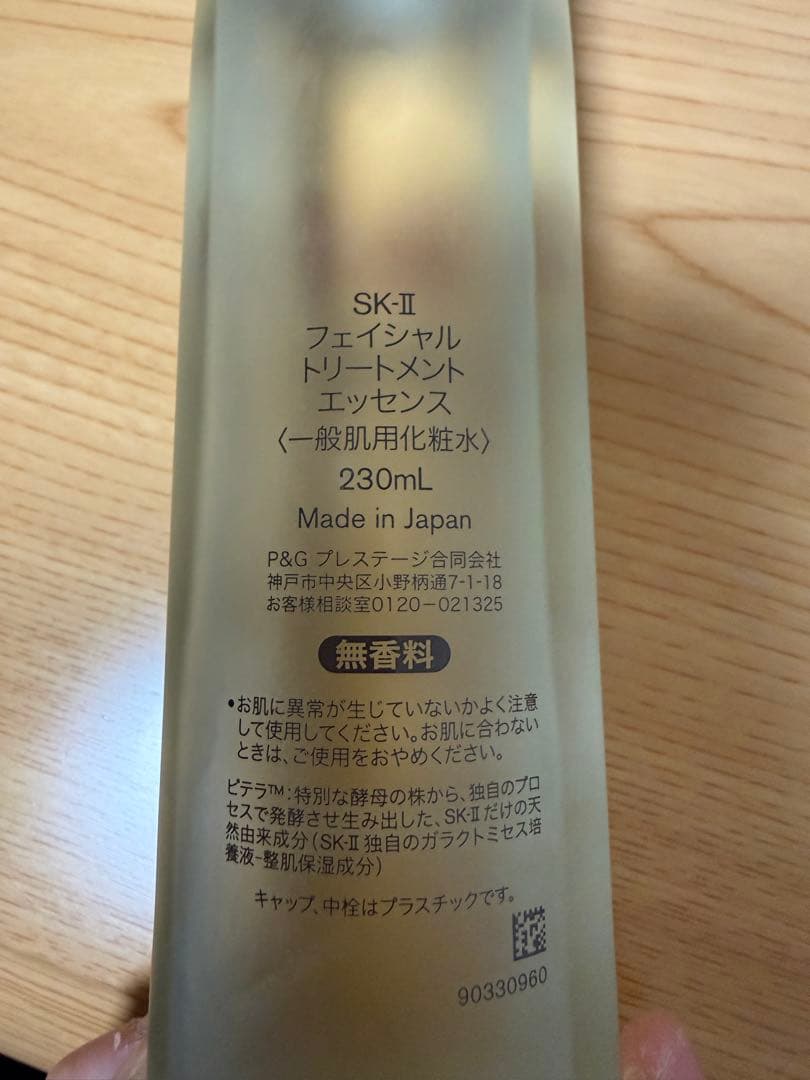 SK-II
フェイシャル
トリートメント
エッセンス
〈一般肌用化粧水〉
230mL
Made in Japan
P&G プレステージ合同会社
神戸市中央区小野柄通7-1-18
お客様相談室0120-021325
無香料
•お肌に異常が生じていないかよく注意
して使用してください。お肌に合わない
ときは、ご使用をおやめください。
ピテラ™:特別な酵母の株から、独自のプロ
セスで発酵させ生み出した、SK-IIだけの天
然由来成分(SK-II独自のガラクトミセス培
養液-整肌保湿成分)
キャップ、中栓はプラスチックです。
90330960